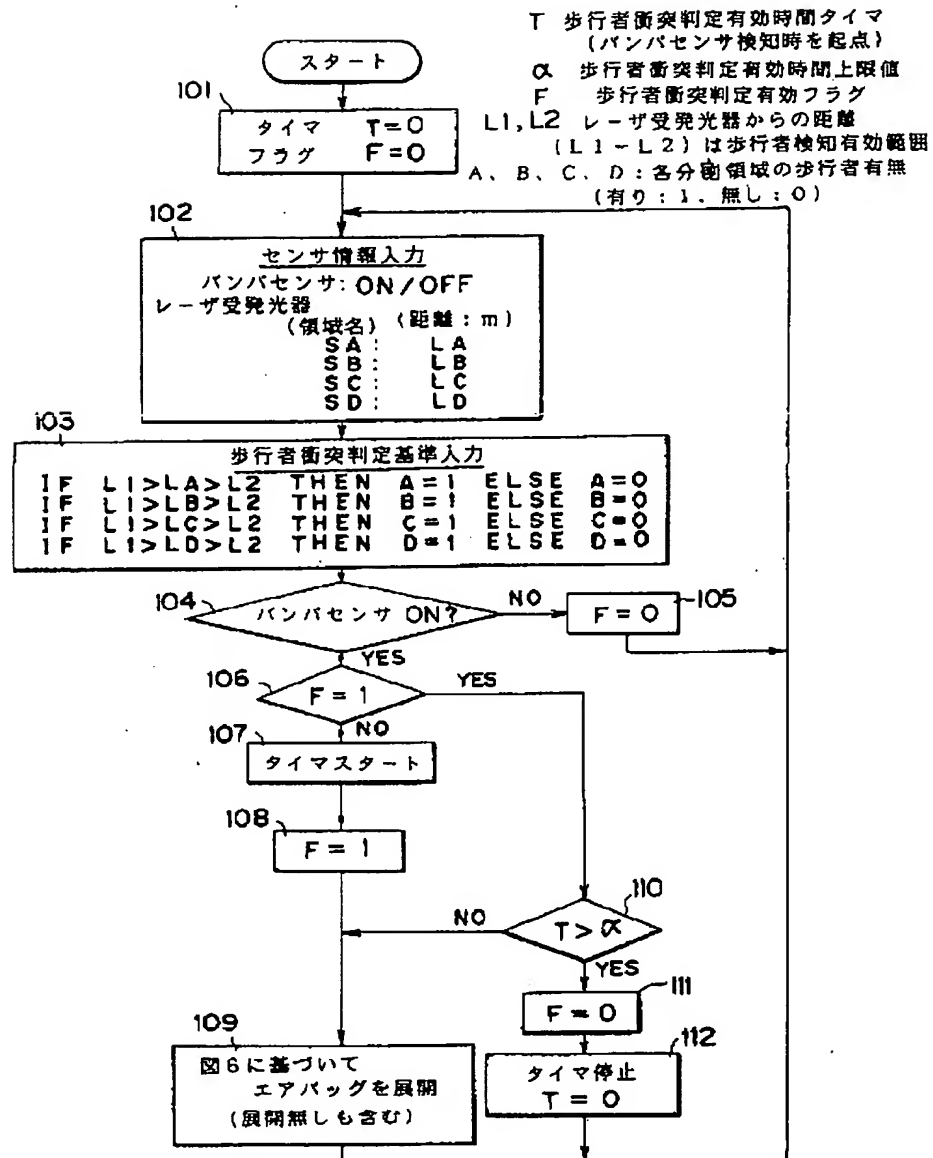 T 歩行者衝突判定有効時間タイマ
(バンパセンサ検知時を起点)
α 歩行者衝突判定有効時間上限値
F 歩行者衝突判定有効フラグ
L1,L2 レーザ受発光器からの距離
(L1-L2)は歩行者検知有効範囲
A、B、C、D:各分割領域の歩行者有無
(有り:1、無し:0)
スタート
101
タイマ T=0
フラグ F=0
102
センサ情報入力
バンパセンサ:ON/OFF
レーザ受発光器
(領域名) (距離:m)
SA: LA
SB: LB
SC: LC
SD: LD
103
歩行者衝突判定基準入力
IF L1>LA>L2 THEN A=1 ELSE A=0
IF L1>LB>L2 THEN B=1 ELSE B=0
IF L1>LC>L2 THEN C=1 ELSE C=0
IF L1>LD>L2 THEN D=1 ELSE D=0
104
バンパセンサ ON?
NO
105
F=0
YES
106
F=1
YES
NO
107
タイマスタート
108
F=1
110
T>α
NO
YES
111
F=0
109
図6に基づいて
エアバッグを展開
(展開無しも含む)
112
タイマ停止
T=0